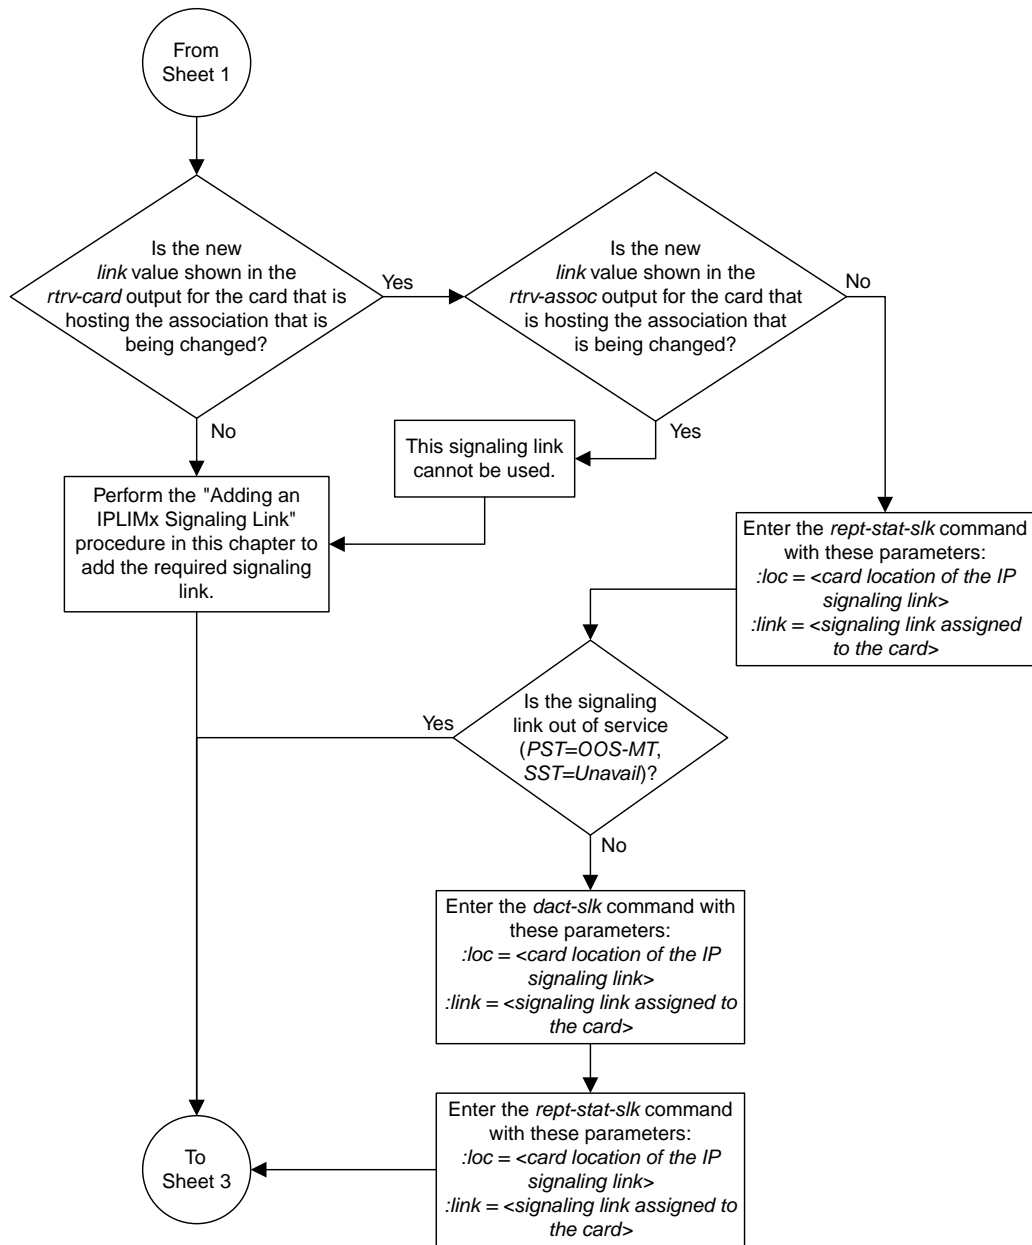 From
Sheet 1
Is the new
link value shown in the
rtrv-card output for the card that is
hosting the association that is
being changed?
Yes
Is the new
link value shown in the
rtrv-assoc output for the card that
is hosting the association that
is being changed?
No
No
Yes
This signaling link
cannot be used.
Perform the "Adding an
IPLIMx Signaling Link"
procedure in this chapter to
add the required signaling
link.
Enter the rept-stat-slk command
with these parameters:
:loc = <card location of the IP
signaling link>
:link = <signaling link assigned
to the card>
Is the signaling
link out of service
(PST=OOS-MT,
SST=Unavail)?
Yes
No
Enter the dact-slk command with
these parameters:
:loc = <card location of the IP
signaling link>
:link = <signaling link assigned to
the card>
Enter the rept-stat-slk command
with these parameters:
:loc = <card location of the IP
signaling link>
:link = <signaling link assigned to
the card>
To
Sheet 3